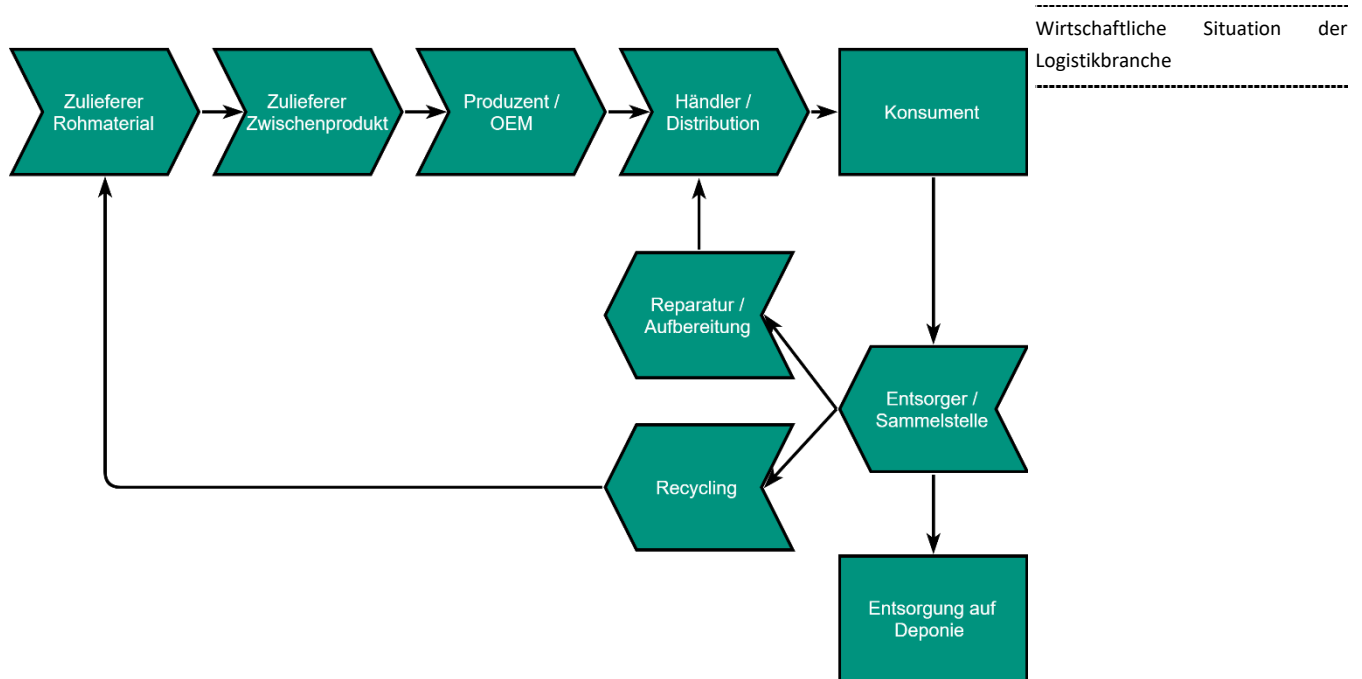 Wirtschaftliche Situation der
Logistikbranche
Zulieferer
Rohmaterial
Zulieferer
Zwischenprodukt
Produzent /
OEM
Händler /
Distribution
Konsument
Reparatur /
Aufbereitung
Entsorger /
Sammelstelle
Recycling
Entsorgung auf
Deponie